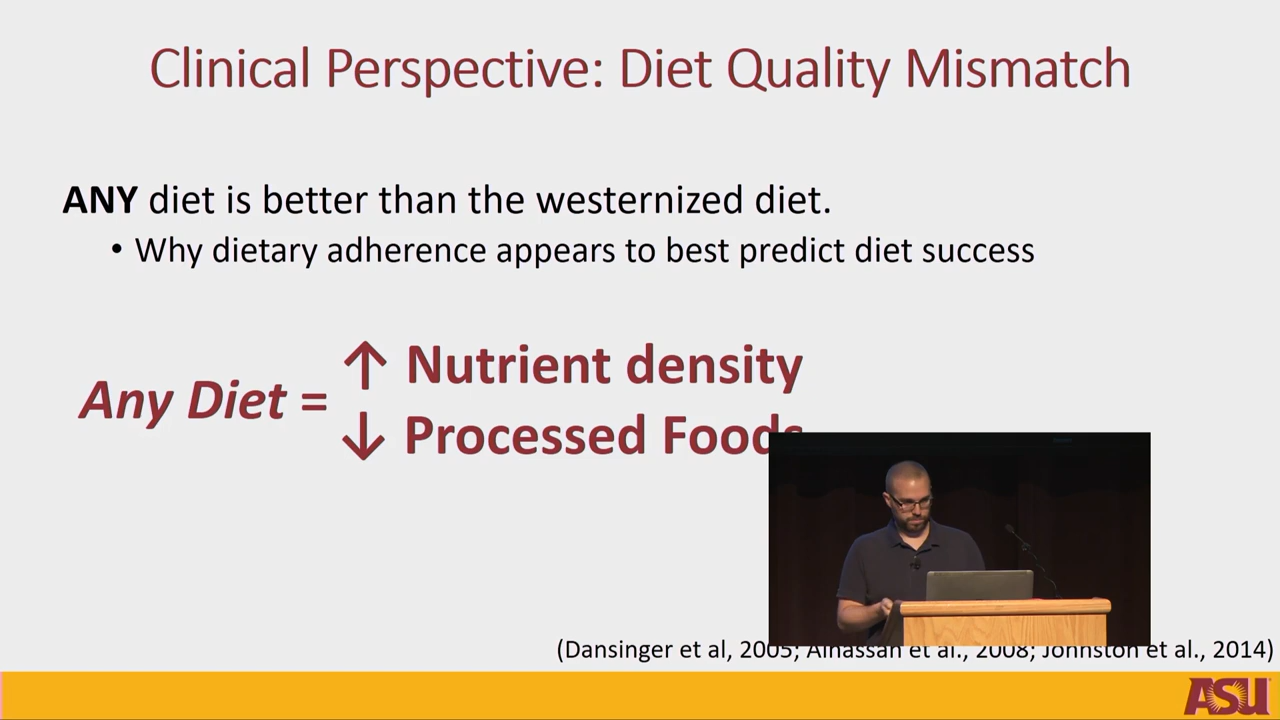 Clinical Perspective: Diet Quality Mismatch
ANY diet is better than the westernized diet.
• Why dietary adherence appears to best predict diet success
Any Diet =
↑ Nutrient density
↓ Processed Foods
(Dansinger et al, 2005; Alhassan et al., 2008; Johnston et al., 2014)
ASU